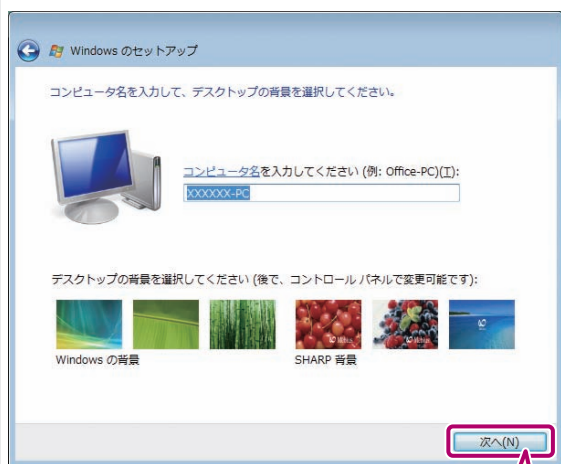 Windows のセットアップ
コンピュータ名を入力して、デスクトップの背景を選択してください。
コンピュータ名を入力してください (例: Office-PC)(T):
XXXXXX-PC
デスクトップの背景を選択してください (後で、コントロール パネルで変更可能です):
Windows の背景
SHARP 背景
次へ(N)